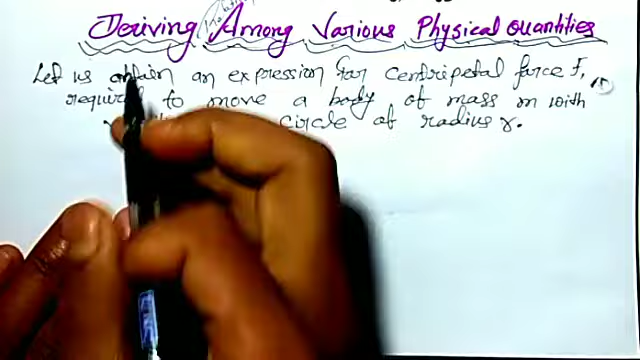 Deriving Among Various Physical Quantities
Let us obtain an expression for centripetal force F,
required to move a body of mass m with
circle of radius r.